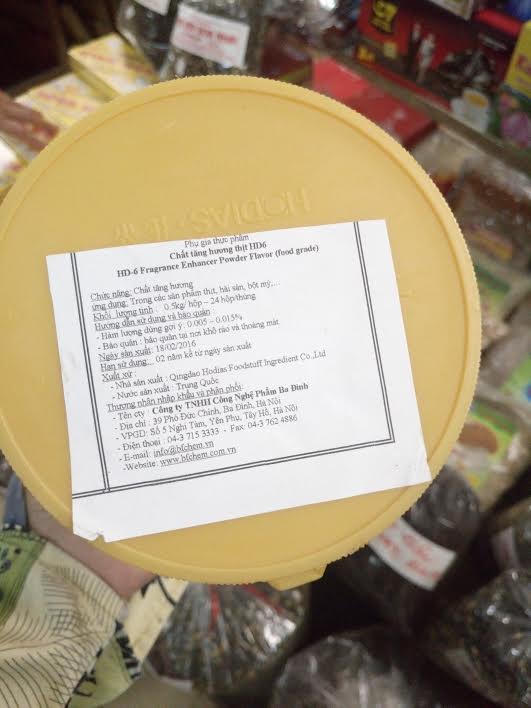 HODIAS
Phụ gia thực phẩm
Chất tăng hương thịt HD6
HD-6 Fragrance Enhancer Powder Flavor (food grade)
Chức năng: Chất tăng hương
ứng dụng: Trong các sản phẩm thịt, hải sản, bột mỳ,...
Khối lượng tịnh : 0.5kg/ hộp – 24 hộp/thùng
Hướng dẫn sử dụng và bảo quản :
- Hàm lượng dùng gợi ý: 0.005 – 0.015%
- Bảo quản : bảo quản tại nơi khô ráo và thoáng mát.
Ngày sản xuất: 18/02/2016
Hạn sử dụng: 02 năm kể từ ngày sản xuất
Xuất xứ :
- Nhà sản xuất : Qingdao Hodias Foodstuff Ingredient Co.,Ltd
- Nước sản xuất : Trung Quốc
Thương nhân nhập khẩu và phân phối:
- Tên cty : Công ty TNHH Công Nghệ Phẩm Ba Đình
- Địa chỉ : 39 Phó Đức Chính, Ba Đình, Hà Nội
- VPGD: Số 5 Nghi Tàm, Yên Phụ, Tây Hồ, Hà Nội
- Điện thoại : 04-3 715 3333 - Fax: 04-3 762 4886
- E-mail: info@bfchem.vn
-Website: www.bfchem.com.vn